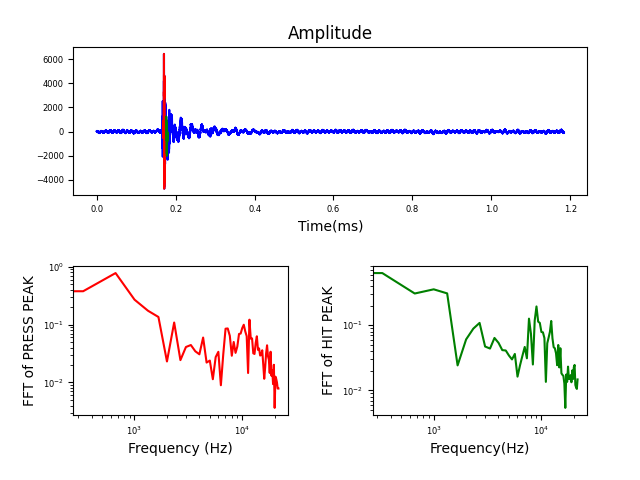 Amplitude
6000
4000
2000
0
−2000
−4000
0.0 0.2 0.4 0.6 0.8 1.0 1.2
Time(ms)
FFT of PRESS PEAK
10⁰
10⁻¹
10⁻²
10³ 10⁴
Frequency (Hz)
FFT of HIT PEAK
10⁻¹
10⁻²
10³ 10⁴
Frequency(Hz)